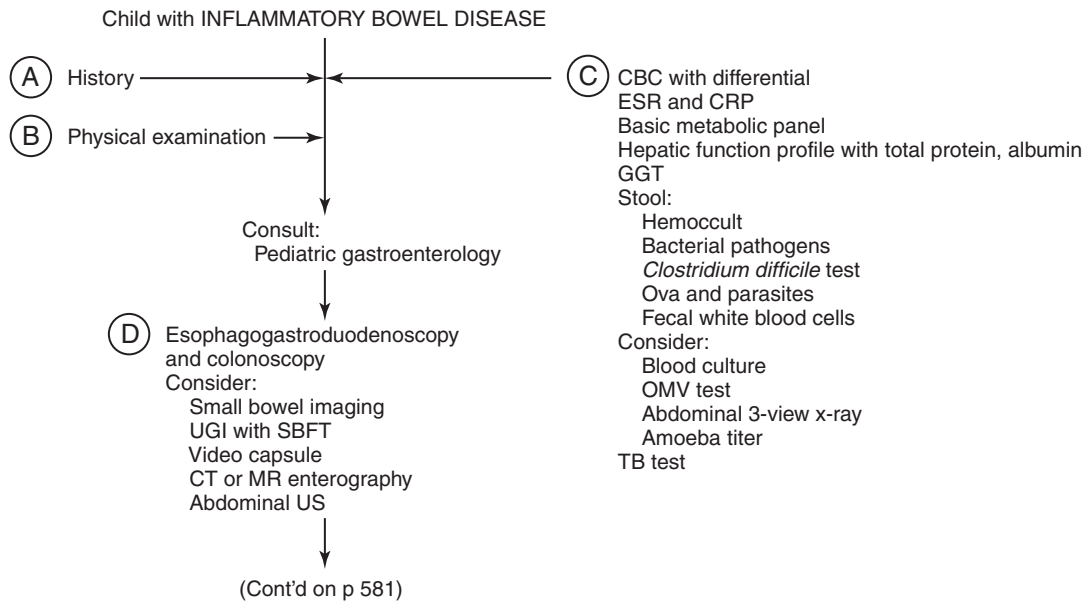 Child with INFLAMMATORY BOWEL DISEASE
A History
B Physical examination
C CBC with differential
ESR and CRP
Basic metabolic panel
Hepatic function profile with total protein, albumin
GGT
Stool:
Hemoccult
Bacterial pathogens
Clostridium difficile test
Ova and parasites
Fecal white blood cells
Consider:
Blood culture
OMV test
Abdominal 3-view x-ray
Amoeba titer
TB test
Consult:
Pediatric gastroenterology
D Esophagogastroduodenoscopy
and colonoscopy
Consider:
Small bowel imaging
UGI with SBFT
Video capsule
CT or MR enterography
Abdominal US
(Cont'd on p 581)